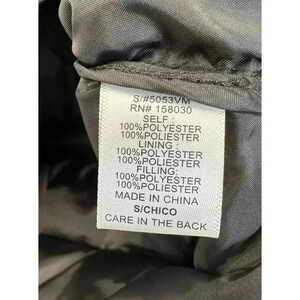 S/#5053VM
RN# 158030
SELF :
100%POLYESTER
100%POLIESTER
LINING :
100%POLYESTER
100%POLIESTER
FILLING:
100%POLYESTER
100%POLIESTER
MADE IN CHINA
S/CHICO
CARE IN THE BACK